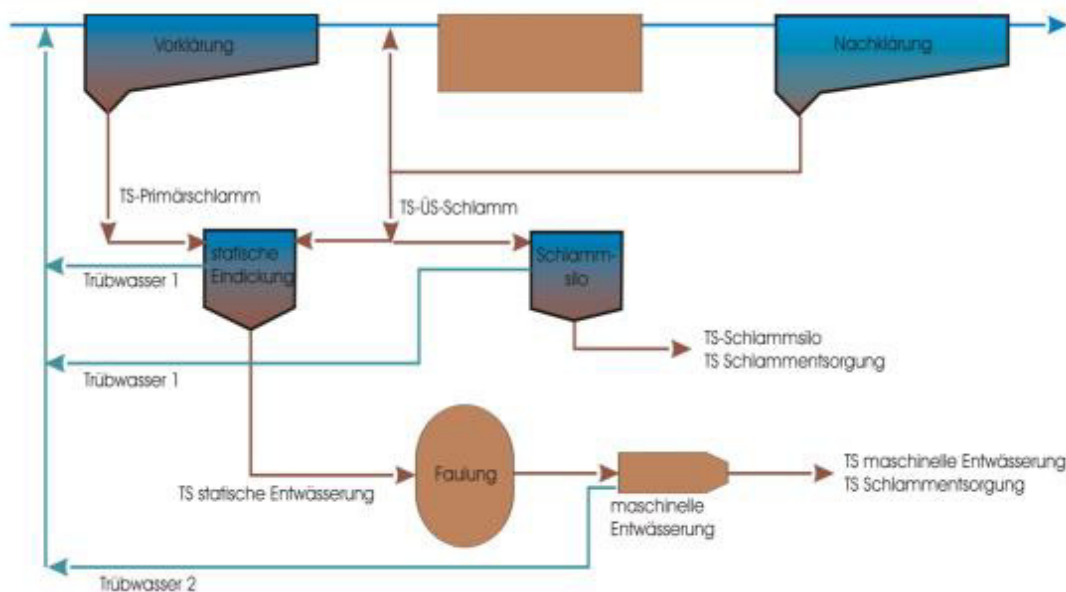 Vorklärung
Nachklärung
TS-Primärschlamm
TS-ÜS-Schlamm
statische
Eindickung
Schlamm-
silo
Trübwasser 1
TS-Schlammsilo
TS Schlammentsorgung
Trübwasser 1
Faulung
TS maschinelle Entwässerung
TS Schlammentsorgung
TS statische Entwässerung
maschinelle
Entwässerung
Trübwasser 2